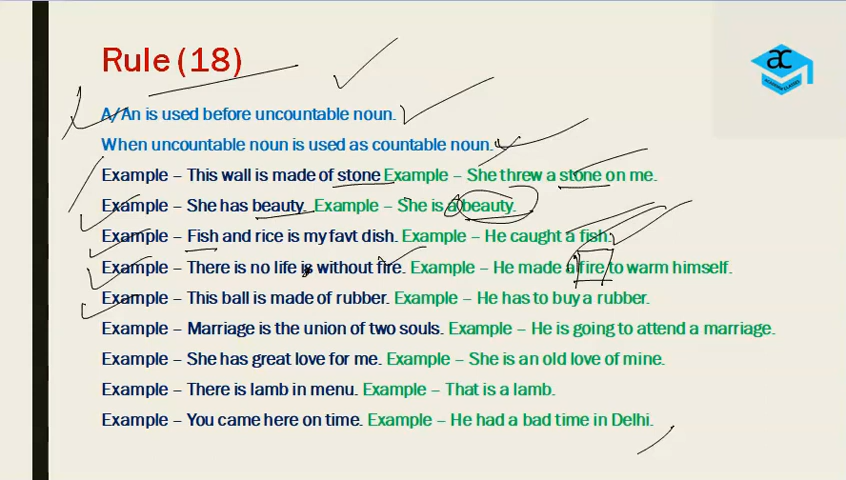 Rule (18)
ac
A/An is used before uncountable noun.
When uncountable noun is used as countable noun.
Example – This wall is made of stone Example – She threw a stone on me.
Example – She has beauty. Example – She is a beauty.
Example – Fish and rice is my favt dish. Example – He caught a fish.
Example – There is no life is without fire. Example – He made a fire to warm himself.
Example – This ball is made of rubber. Example – He has to buy a rubber.
Example – Marriage is the union of two souls. Example – He is going to attend a marriage.
Example – She has great love for me. Example – She is an old love of mine.
Example – There is lamb in menu. Example – That is a lamb.
Example – You came here on time. Example – He had a bad time in Delhi.